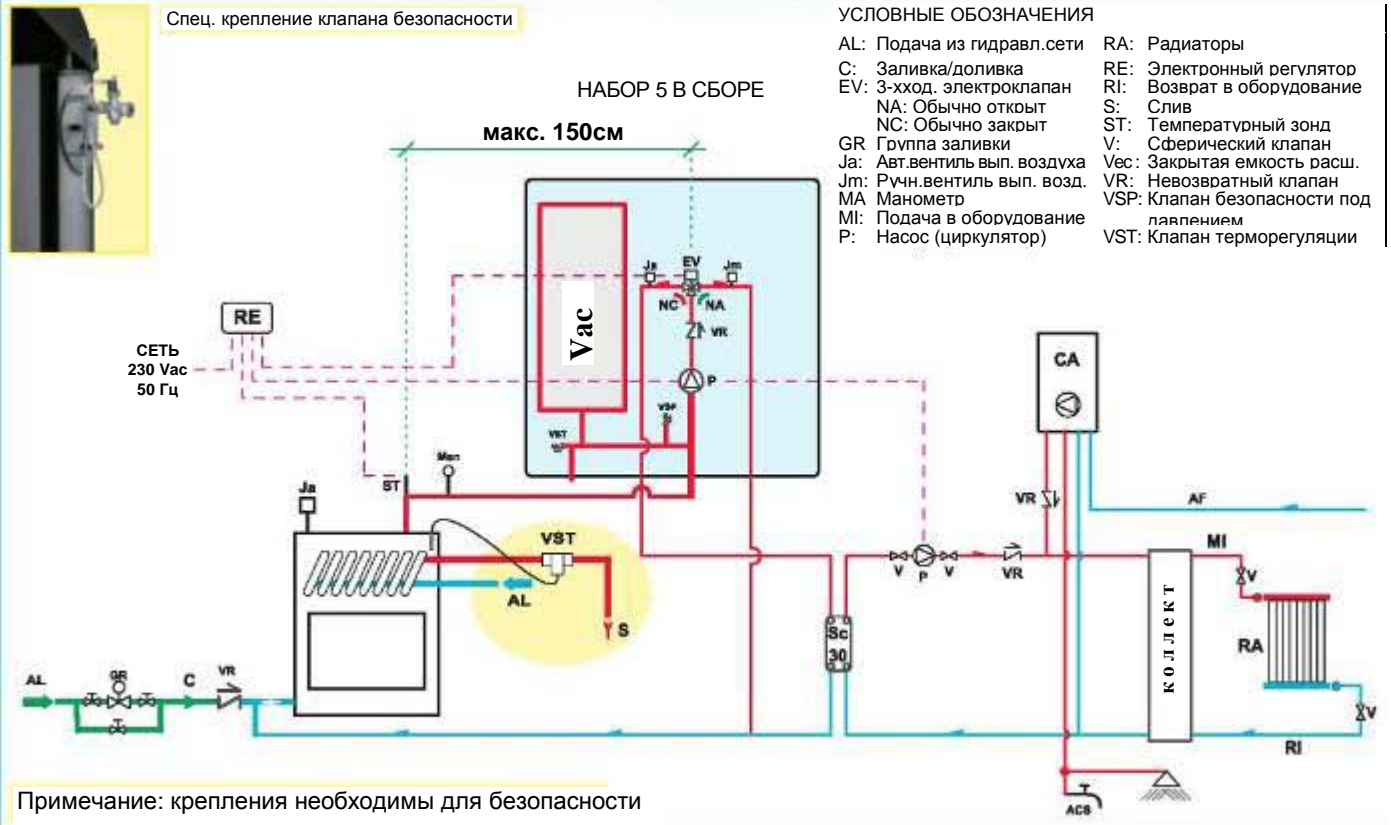 Спец. крепление клапана безопасности
УСЛОВНЫЕ ОБОЗНАЧЕНИЯ
AL: Подача из гидравл.сети
C: Заливка/доливка
EV: 3-хход. электроклапан
NA: Обычно открыт
NC: Обычно закрыт
GR Группа заливки
Ja: Авт.вентиль вып. воздуха
Jm: Ручн.вентиль вып. возд.
MA Манометр
MI: Подача в оборудование
P: Насос (циркулятор)
RA: Радиаторы
RE: Электронный регулятор
RI: Возврат в оборудование
S: Слив
ST: Температурный зонд
V: Сферический клапан
Vec: Закрытая емкость расш.
VR: Невозвратный клапан
VSP: Клапан безопасности под
давлением
VST: Клапан терморегуляции
НАБОР 5 В СБОРЕ
макс. 150см
Ja
EV
Jm
NC
NA
Vac
VR
P
VSP
VST
RE
СЕТЬ
230 Vac
50 Гц
ST
Ja
VST
AL
S
CA
VR
AF
MI
V
P
V
VR
V
коллект
RA
Sc
30
V
RI
AL
GR
C
VR
ACS
Примечание: крепления необходимы для безопасности